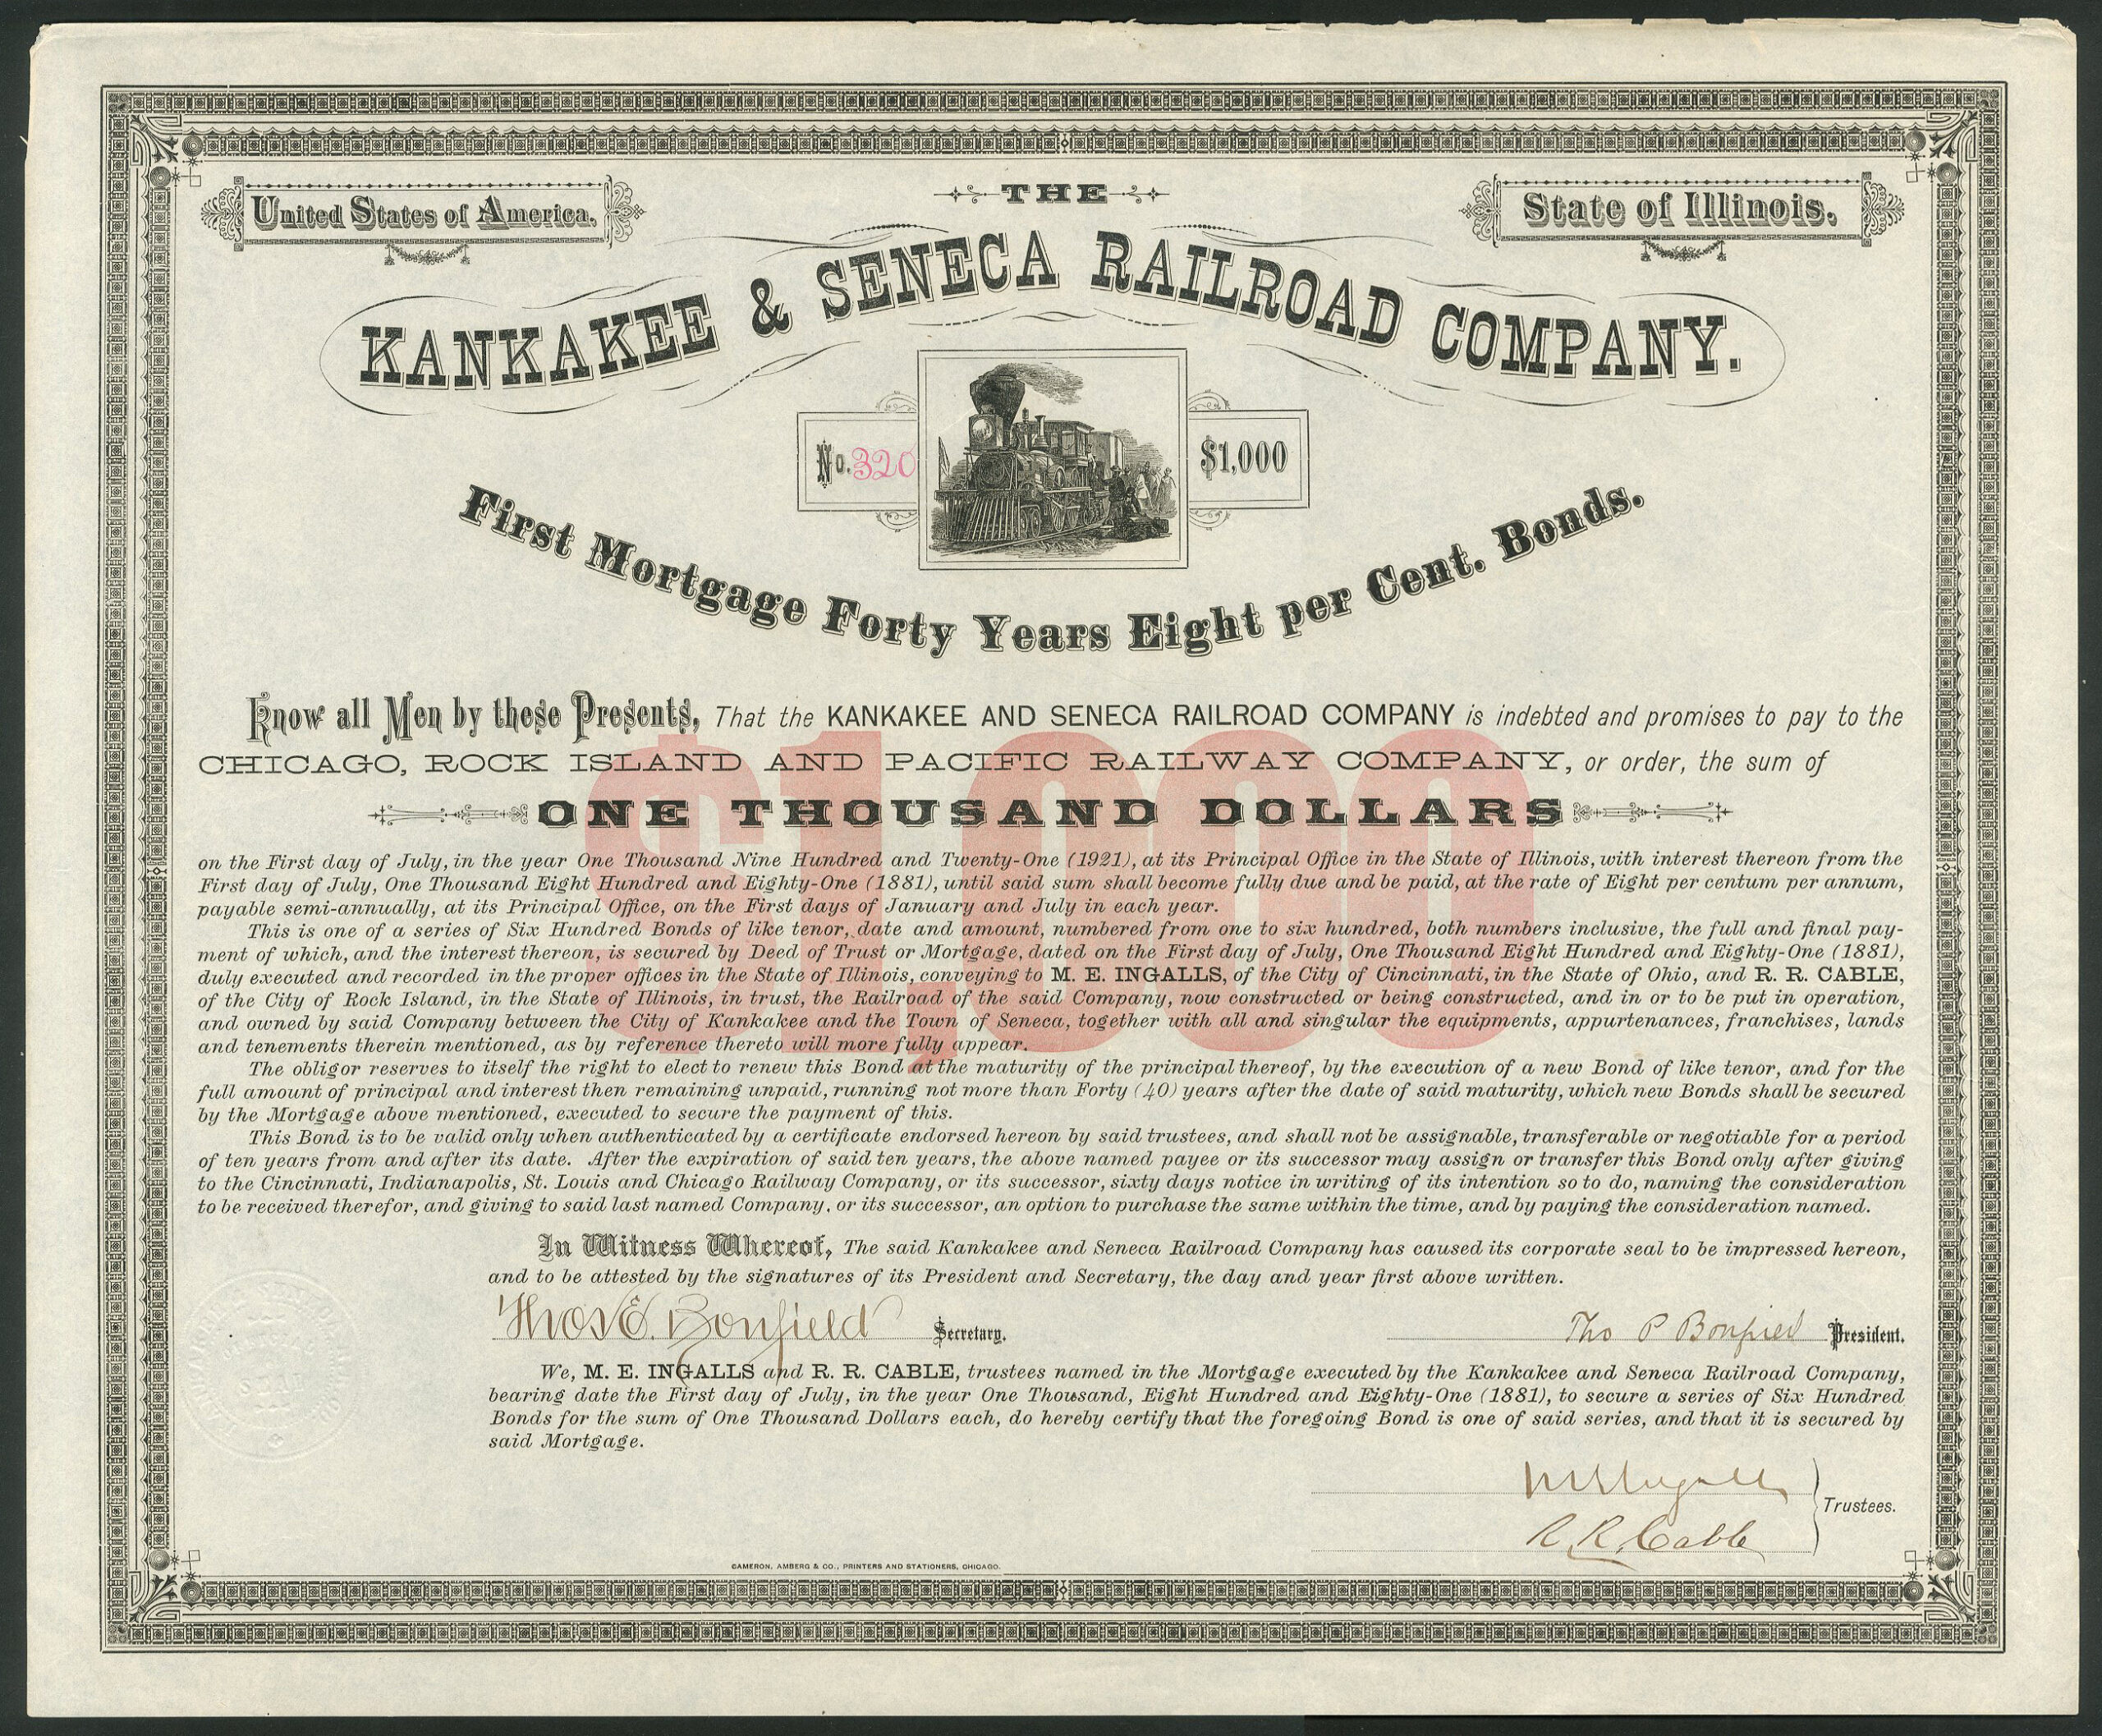 United States of America.
THE
State of Illinois.
KANKAKEE & SENECA RAILROAD COMPANY.
No. 320
$1,000
First Mortgage Forty Years Eight per Cent. Bonds.
$1,000
Know all Men by these Presents, That the KANKAKEE AND SENECA RAILROAD COMPANY is indebted and promises to pay to the
CHICAGO, ROCK ISLAND AND PACIFIC RAILWAY COMPANY, or order, the sum of
ONE THOUSAND DOLLARS
on the First day of July, in the year One Thousand Nine Hundred and Twenty-One (1921), at its Principal Office in the State of Illinois, with interest thereon from the
First day of July, One Thousand Eight Hundred and Eighty-One (1881), until said sum shall become fully due and be paid, at the rate of Eight per centum per annum,
payable semi-annually, at its Principal Office, on the First days of January and July in each year.
This is one of a series of Six Hundred Bonds of like tenor, date and amount, numbered from one to six hundred, both numbers inclusive, the full and final pay-
ment of which, and the interest thereon, is secured by Deed of Trust or Mortgage, dated on the First day of July, One Thousand Eight Hundred and Eighty-One (1881),
duly executed and recorded in the proper offices in the State of Illinois, conveying to M. E. INGALLS, of the City of Cincinnati, in the State of Ohio, and R. R. CABLE,
of the City of Rock Island, in the State of Illinois, in trust, the Railroad of the said Company, now constructed or being constructed, and in or to be put in operation,
and owned by said Company between the City of Kankakee and the Town of Seneca, together with all and singular the equipments, appurtenances, franchises, lands
and tenements therein mentioned, as by reference thereto will more fully appear.
The obligor reserves to itself the right to elect to renew this Bond at the maturity of the principal thereof, by the execution of a new Bond of like tenor, and for the
full amount of principal and interest then remaining unpaid, running not more than Forty (40) years after the date of said maturity, which new Bonds shall be secured
by the Mortgage above mentioned, executed to secure the payment of this.
This Bond is to be valid only when authenticated by a certificate endorsed hereon by said trustees, and shall not be assignable, transferable or negotiable for a period
of ten years from and after its date. After the expiration of said ten years, the above named payee or its successor may assign or transfer this Bond only after giving
to the Cincinnati, Indianapolis, St. Louis and Chicago Railway Company, or its successor, sixty days notice in writing of its intention so to do, naming the consideration
to be received therefor, and giving to said last named Company, or its successor, an option to purchase the same within the time, and by paying the consideration named.
In Witness Whereof, The said Kankakee and Seneca Railroad Company has caused its corporate seal to be impressed hereon,
and to be attested by the signatures of its President and Secretary, the day and year first above written.
Thos E. Bonfield Secretary. Tho P Bonfield President.
We, M. E. INGALLS and R. R. CABLE, trustees named in the Mortgage executed by the Kankakee and Seneca Railroad Company,
bearing date the First day of July, in the year One Thousand, Eight Hundred and Eighty-One (1881), to secure a series of Six Hundred
Bonds for the sum of One Thousand Dollars each, do hereby certify that the foregoing Bond is one of said series, and that it is secured by
said Mortgage.
M E Ingalls
Trustees.
R. R. Cable
CAMERON, AMBERG & CO., PRINTERS AND STATIONERS, CHICAGO.